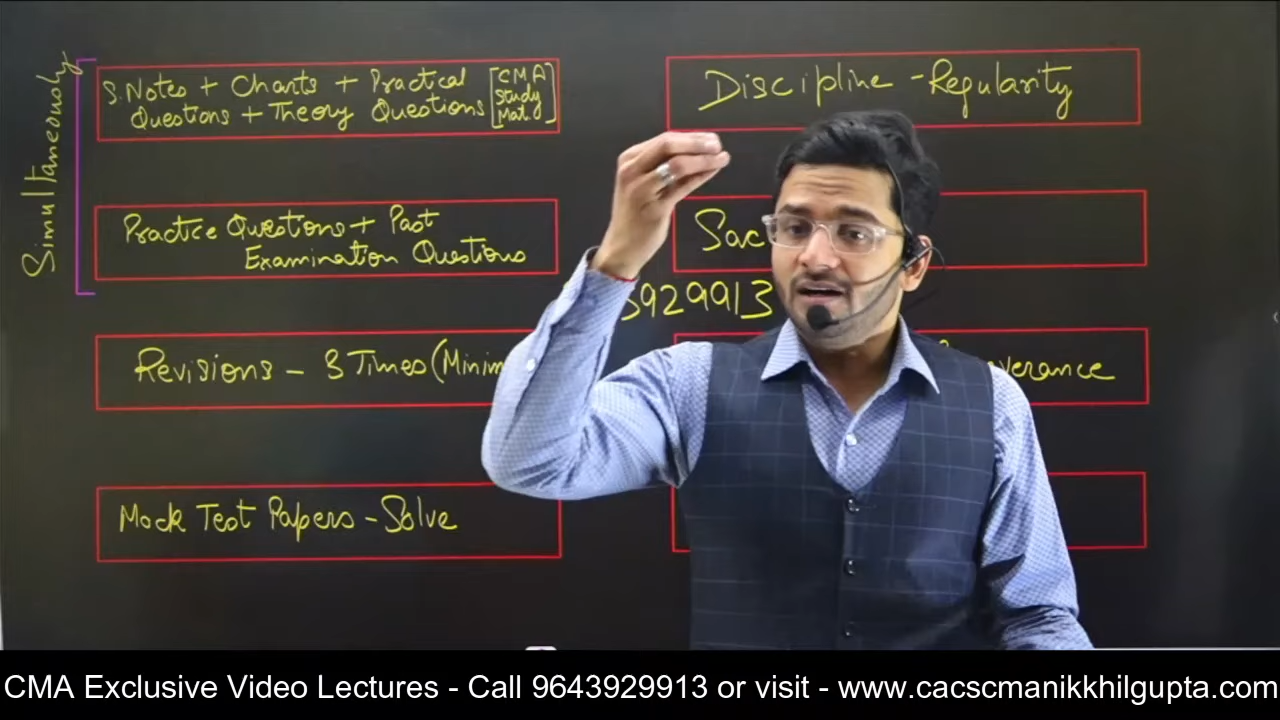 Simultaneously
S. Notes + Charts + Practical
Questions + Theory Questions
[CMA
Study
Mat.]
Practice Questions + Past
Examination Questions
Revisions - 3 Times (Minim
Mock Test Papers - Solve
Discipline - Regularity
Sac
3929913
verance
CMA Exclusive Video Lectures - Call 9643929913 or visit - www.cacscmanikkhilgupta.com